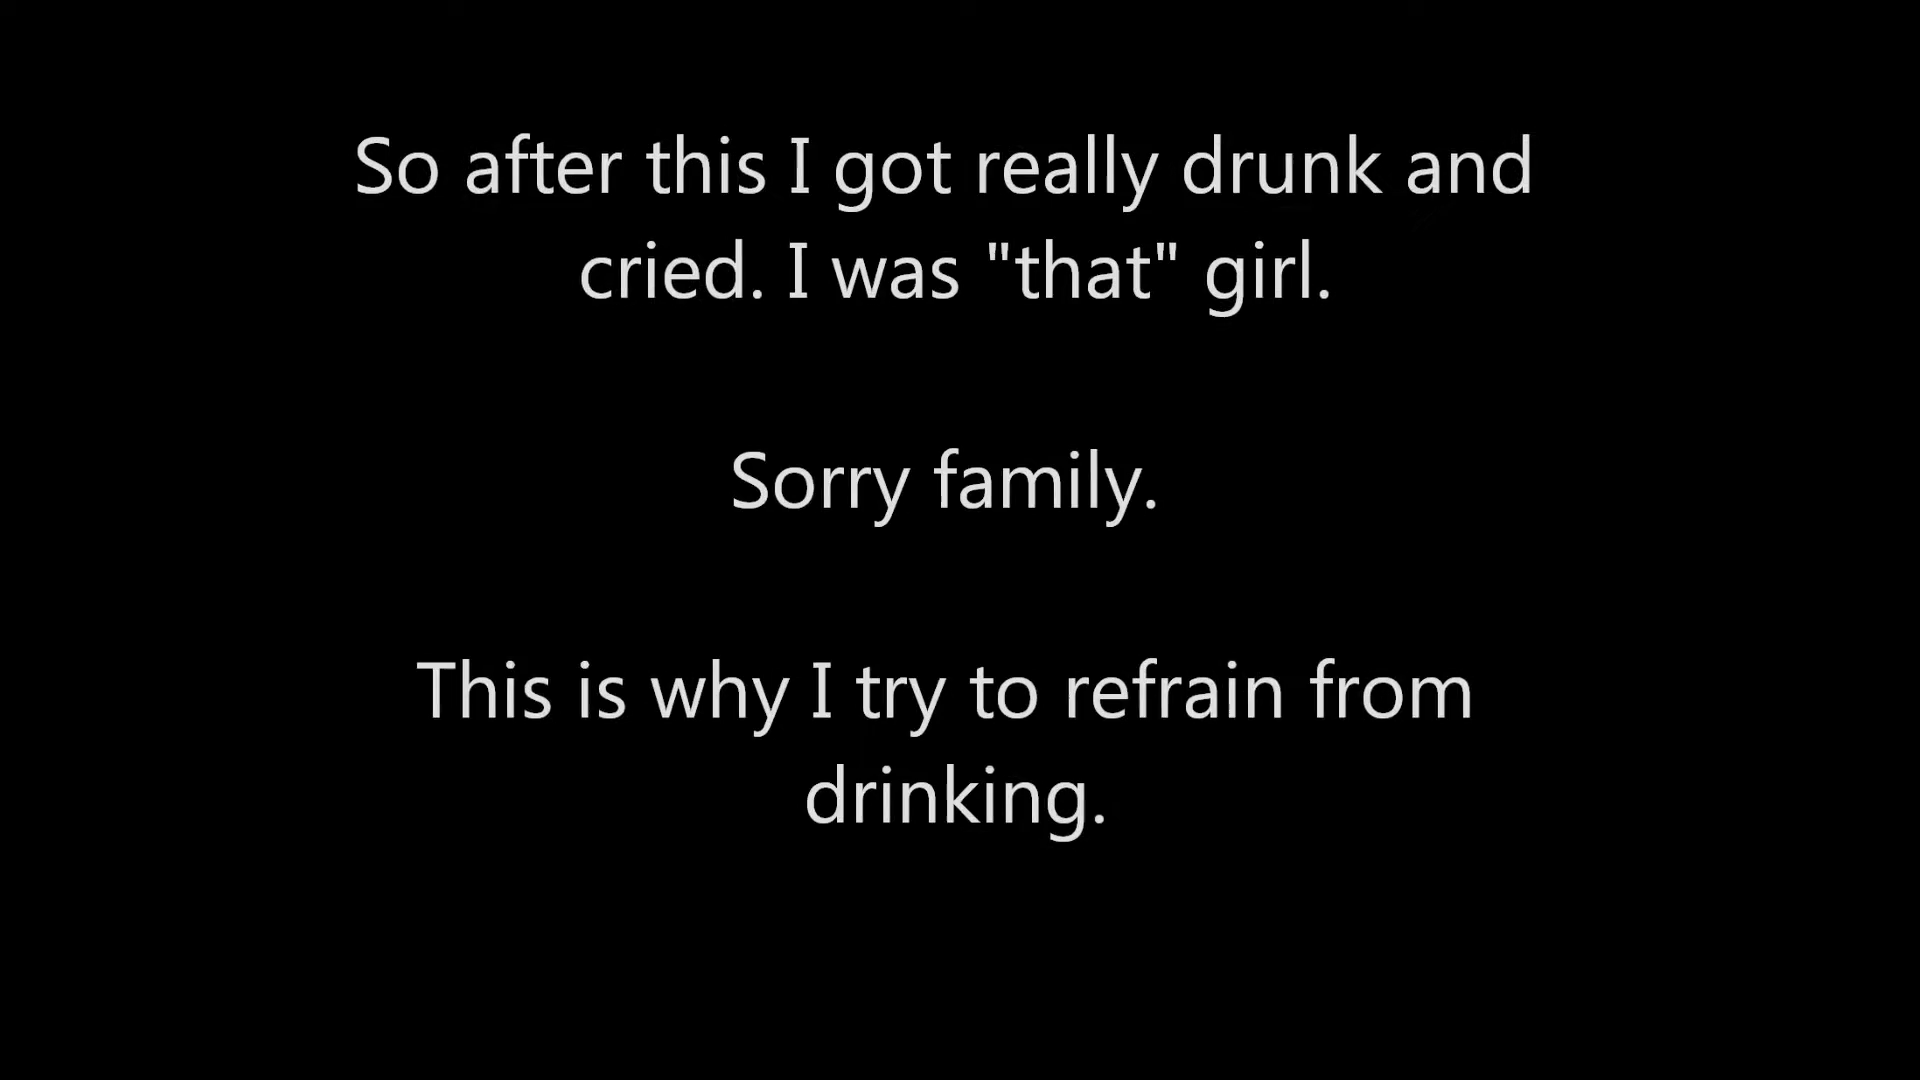 So after this I got really drunk and
cried. I was "that" girl.
Sorry family.
This is why I try to refrain from
drinking.